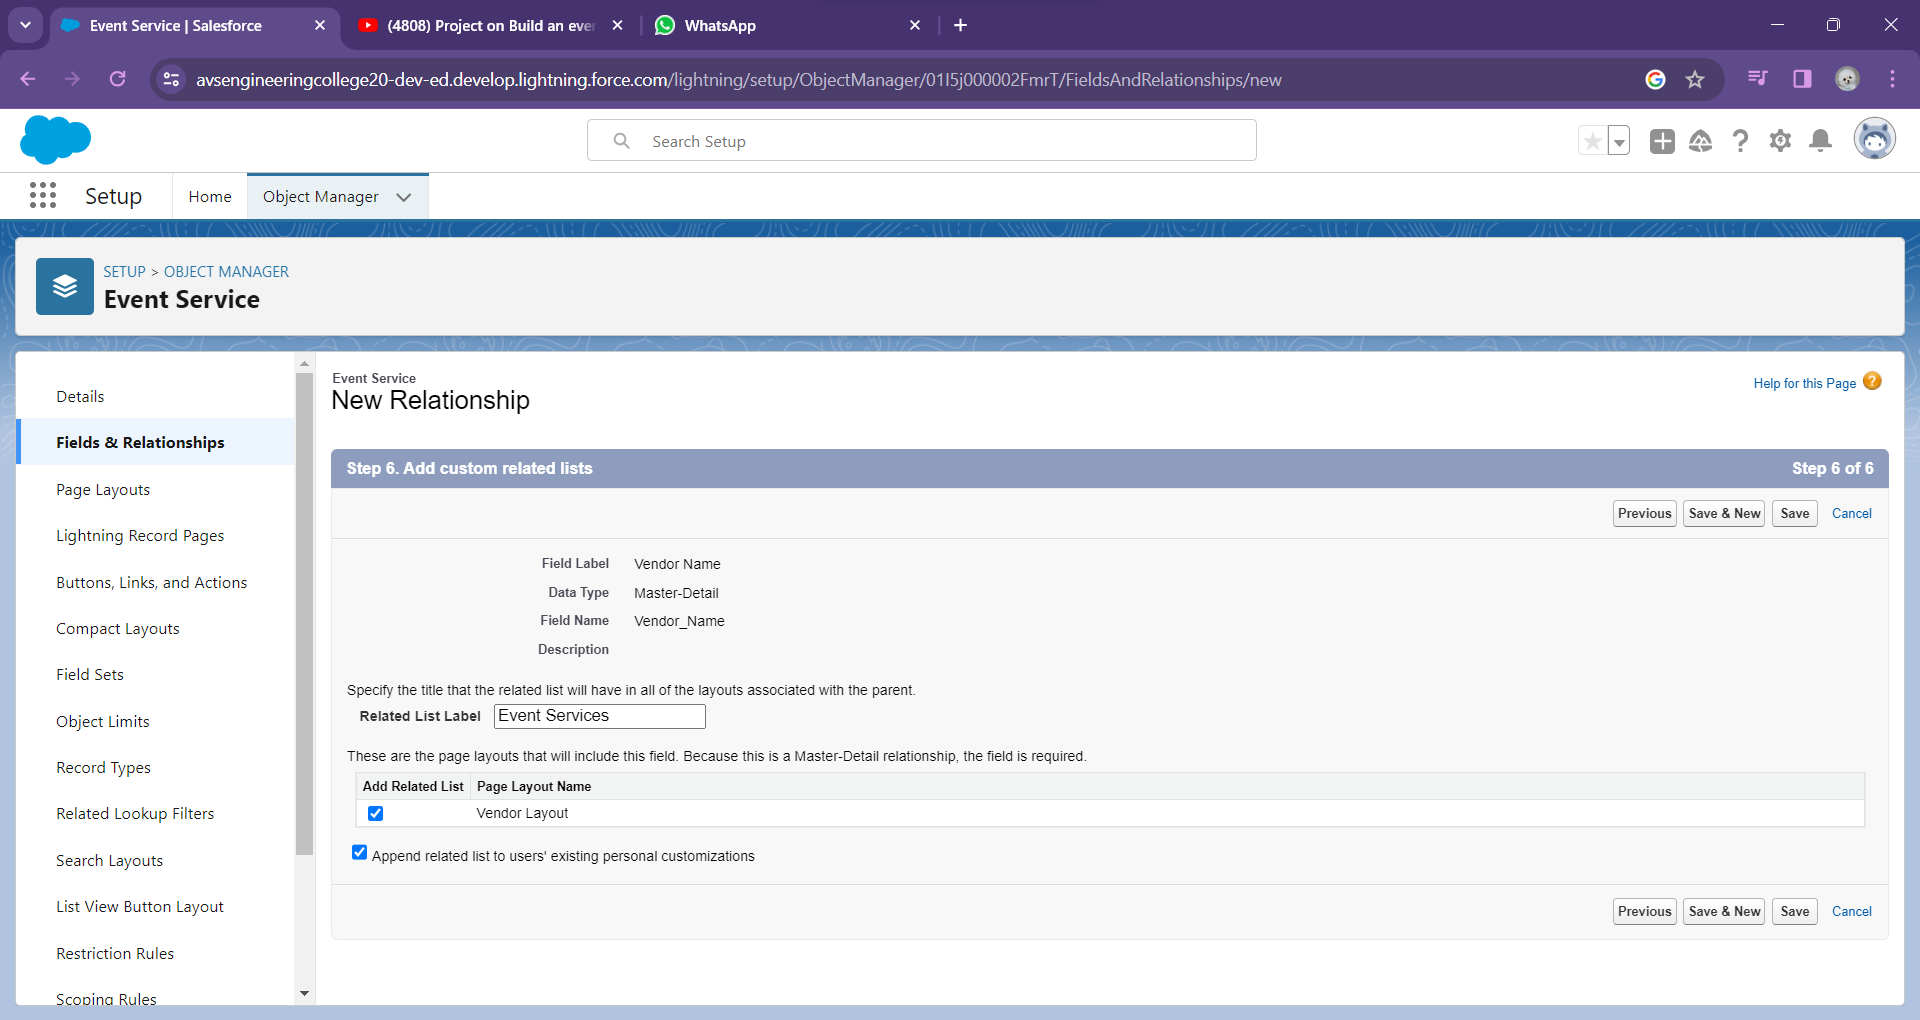 Event Service | Salesforce
(4808) Project on Build an eve
WhatsApp
avsengineeringcollege20-dev-ed.develop.lightning.force.com/lightning/setup/ObjectManager/01I5j000002FmrT/FieldsAndRelationships/new
Search Setup
Setup
Home
Object Manager
SETUP > OBJECT MANAGER
Event Service
Details
Fields & Relationships
Page Layouts
Lightning Record Pages
Buttons, Links, and Actions
Compact Layouts
Field Sets
Object Limits
Record Types
Related Lookup Filters
Search Layouts
List View Button Layout
Restriction Rules
Scoping Rules
Event Service
New Relationship
Help for this Page
Step 6. Add custom related lists
Step 6 of 6
Previous Save & New Save Cancel
Field Label Vendor Name
Data Type Master-Detail
Field Name Vendor_Name
Description
Specify the title that the related list will have in all of the layouts associated with the parent.
Related List Label Event Services
These are the page layouts that will include this field. Because this is a Master-Detail relationship, the field is required.
Add Related List Page Layout Name
Vendor Layout
Append related list to users' existing personal customizations
Previous Save & New Save Cancel